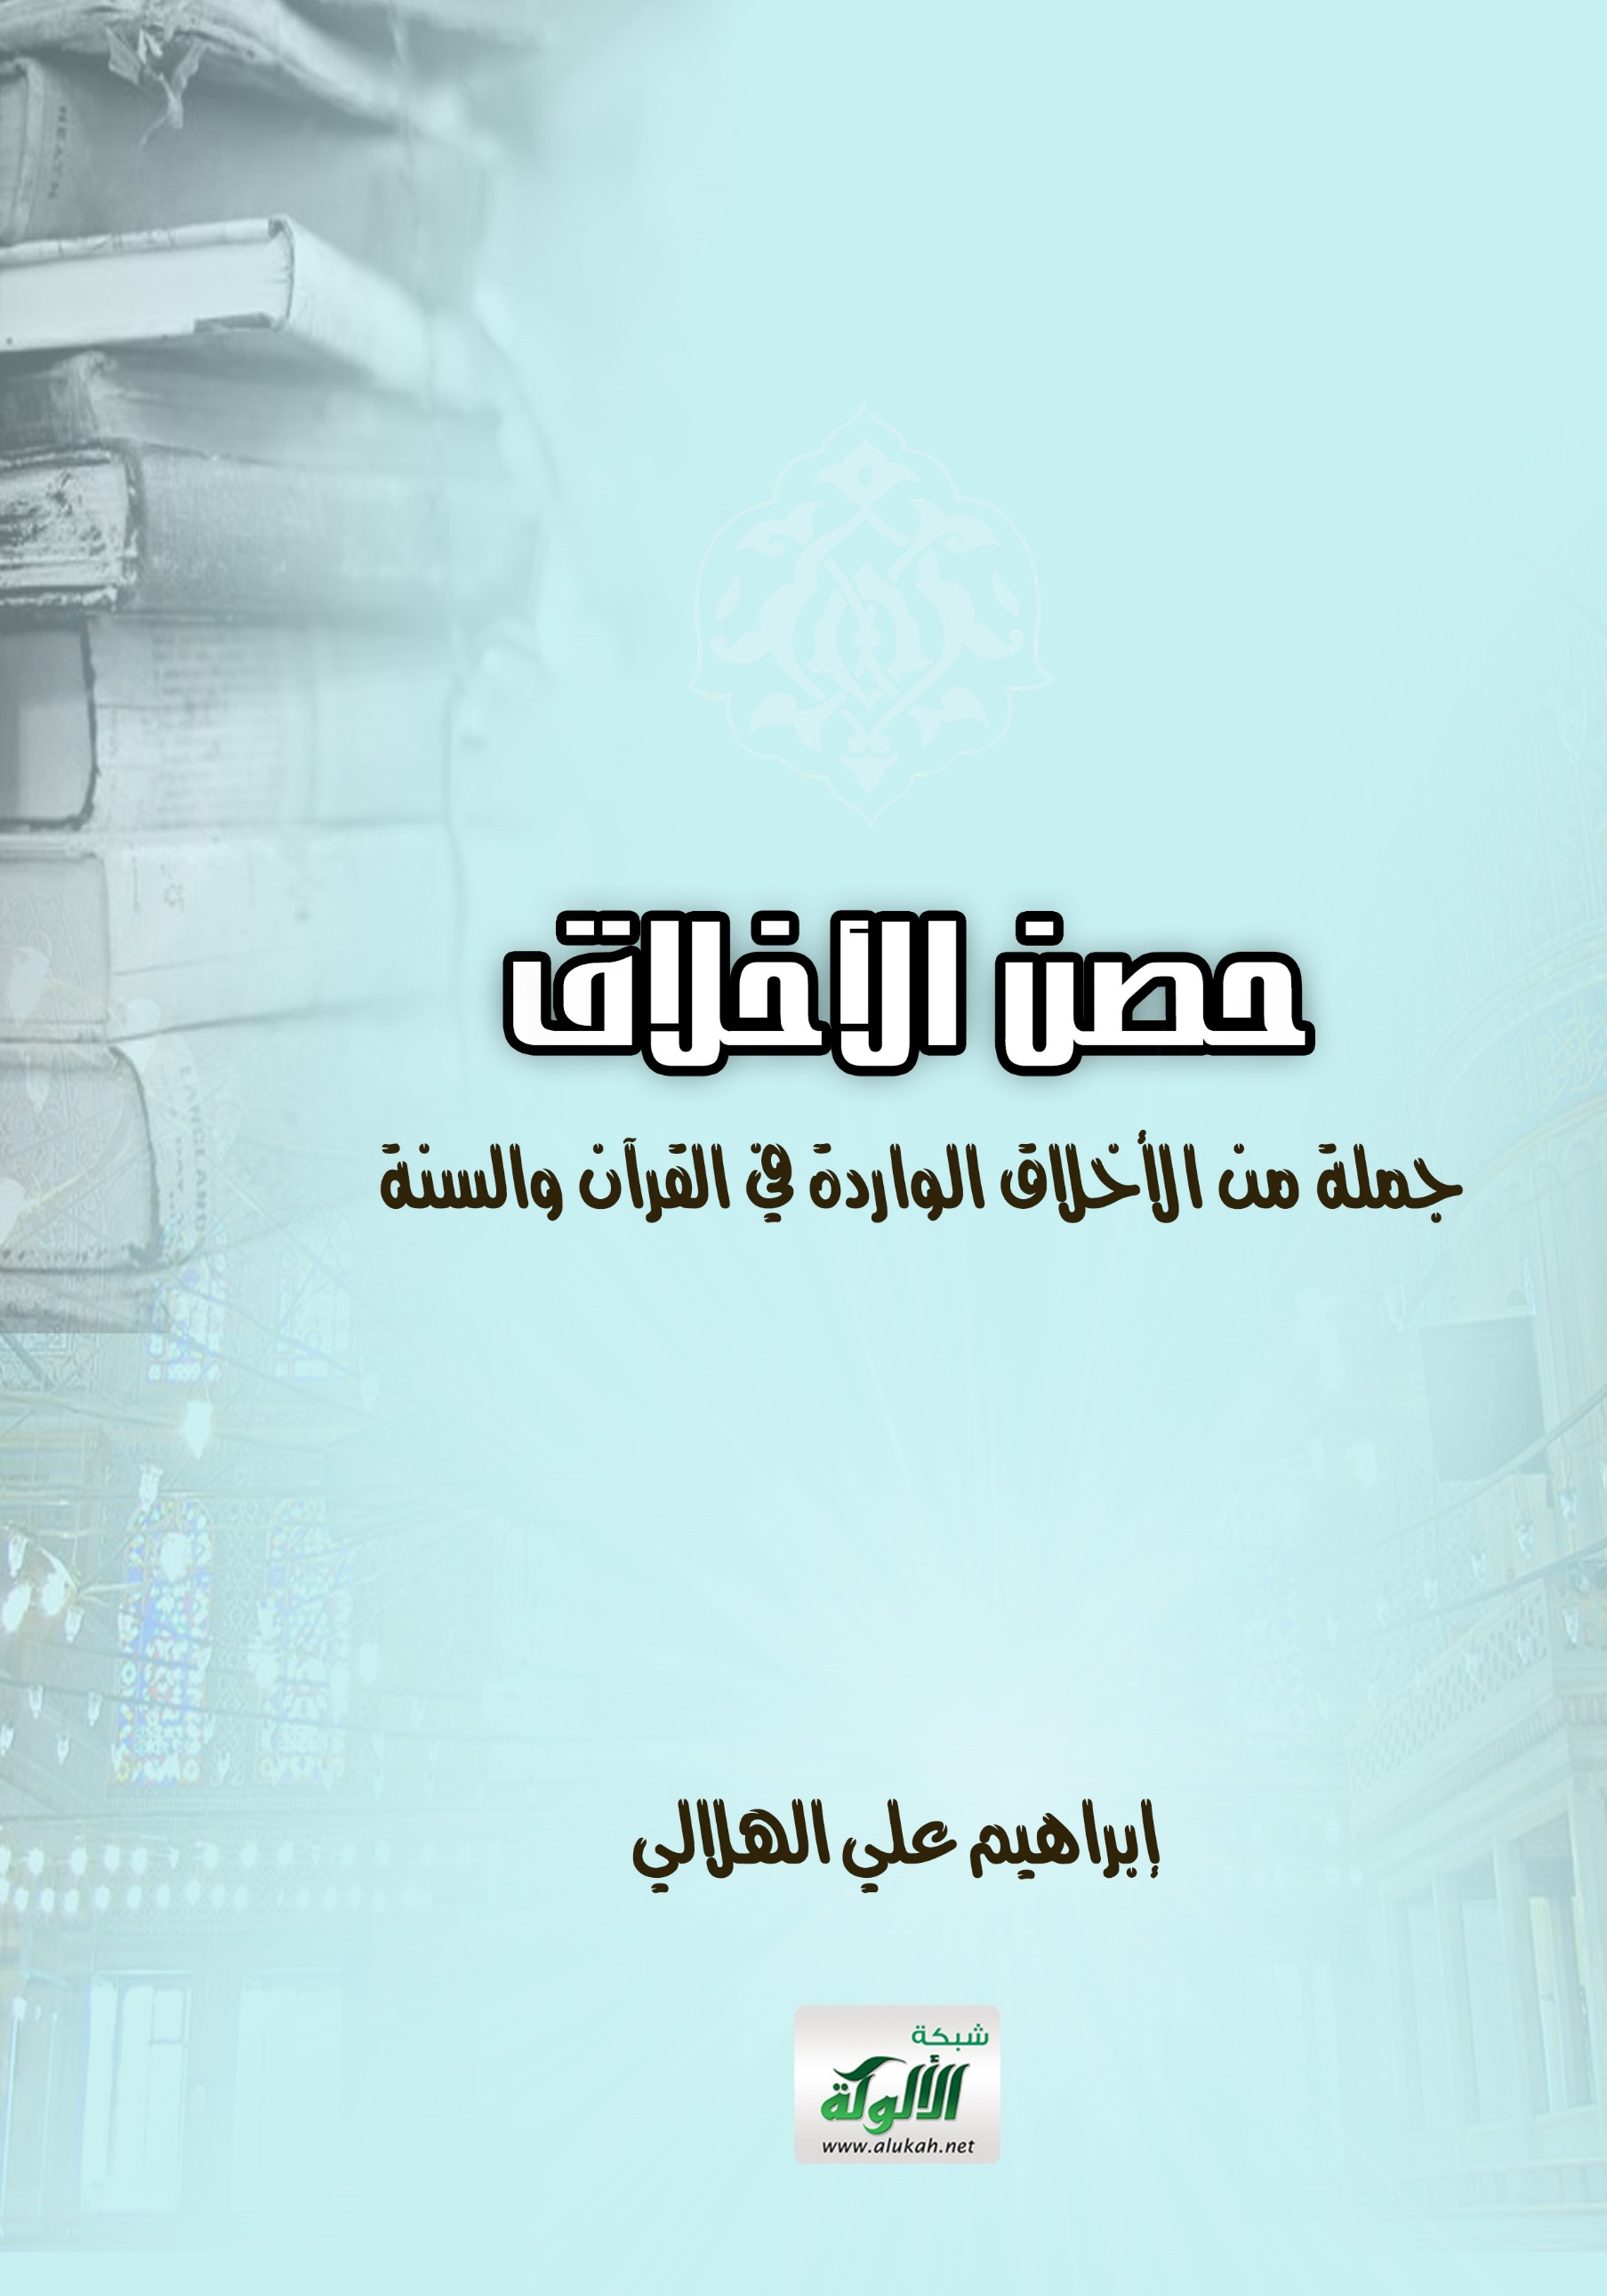 حصن الأخلاق
جملة من الأخلاق الواردة في القرآن والسنة
إبراهيم علي الهلالي
شبكة
الألوكة
www.alukah.net